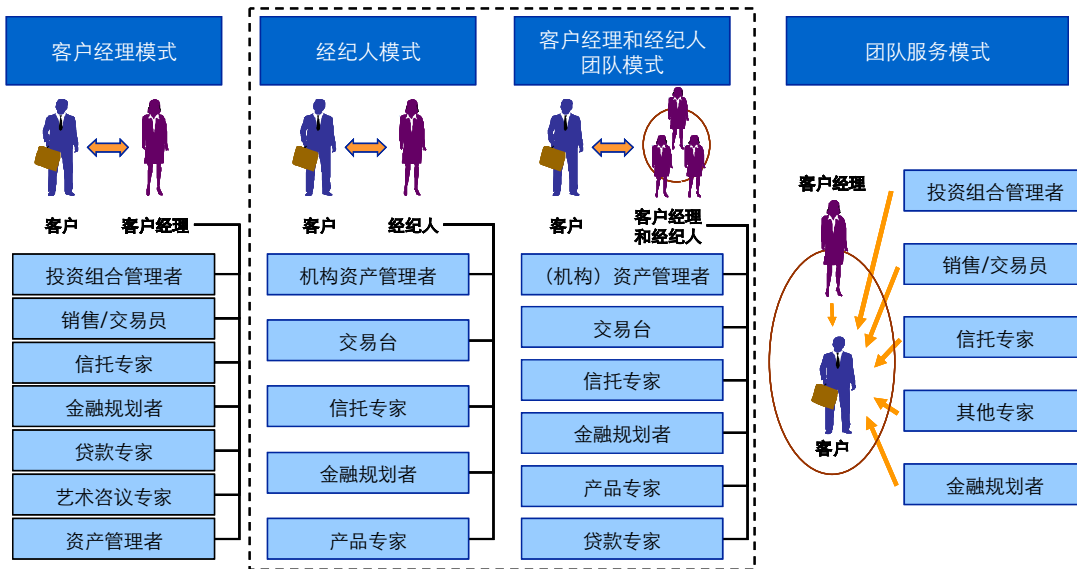 客户经理模式
客户
客户经理
投资组合管理者
销售/交易员
信托专家
金融规划者
贷款专家
艺术咨议专家
资产管理者
经纪人模式
客户
经纪人
机构资产管理者
交易台
信托专家
金融规划者
产品专家
客户经理和经纪人
团队模式
客户
客户经理
和经纪人
（机构）资产管理者
交易台
信托专家
金融规划者
产品专家
贷款专家
团队服务模式
客户经理
客户
投资组合管理者
销售/交易员
信托专家
其他专家
金融规划者